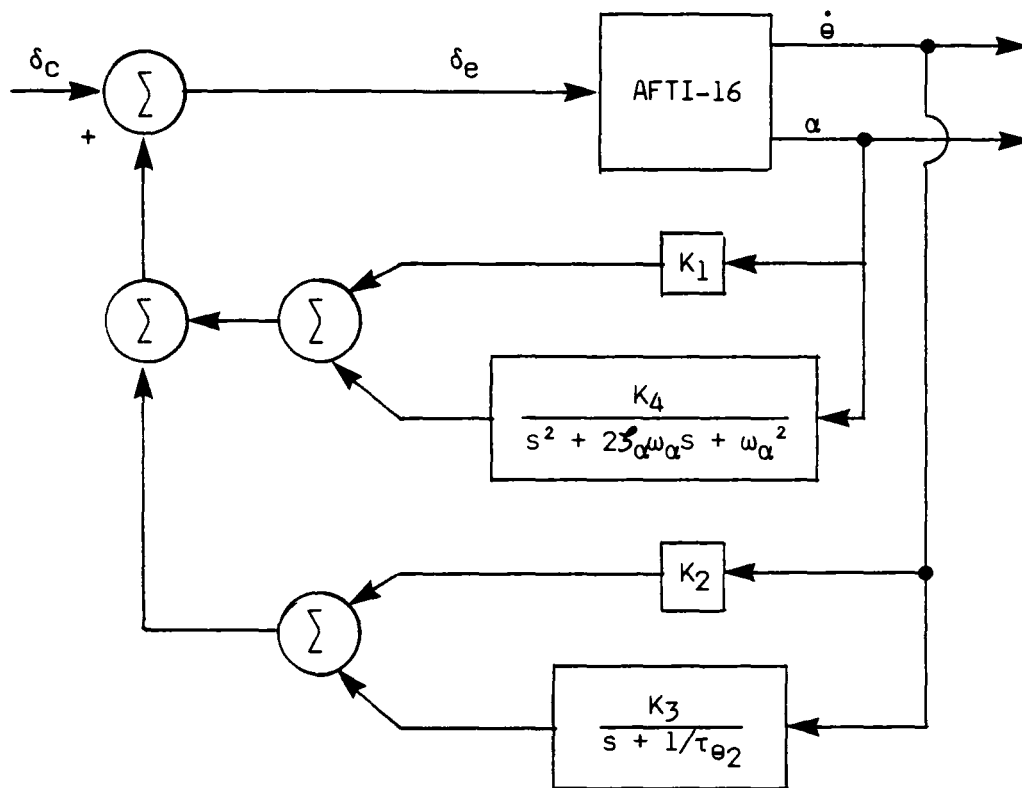 δc
+
Σ
δe
AFTI-16
θ̇
α
K1
Σ
Σ
K4
s² + 2ζαωαs + ωα²
K2
Σ
K3
s + 1/τθ2